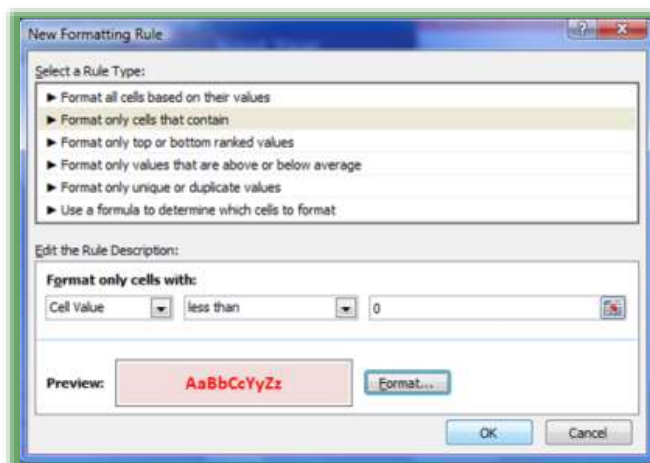 New Formatting Rule
Select a Rule Type:
► Format all cells based on their values
► Format only cells that contain
► Format only top or bottom ranked values
► Format only values that are above or below average
► Format only unique or duplicate values
► Use a formula to determine which cells to format
Edit the Rule Description:
Format only cells with:
Cell Value less than 0
Preview: AaBbCcYyZz Format...
OK Cancel